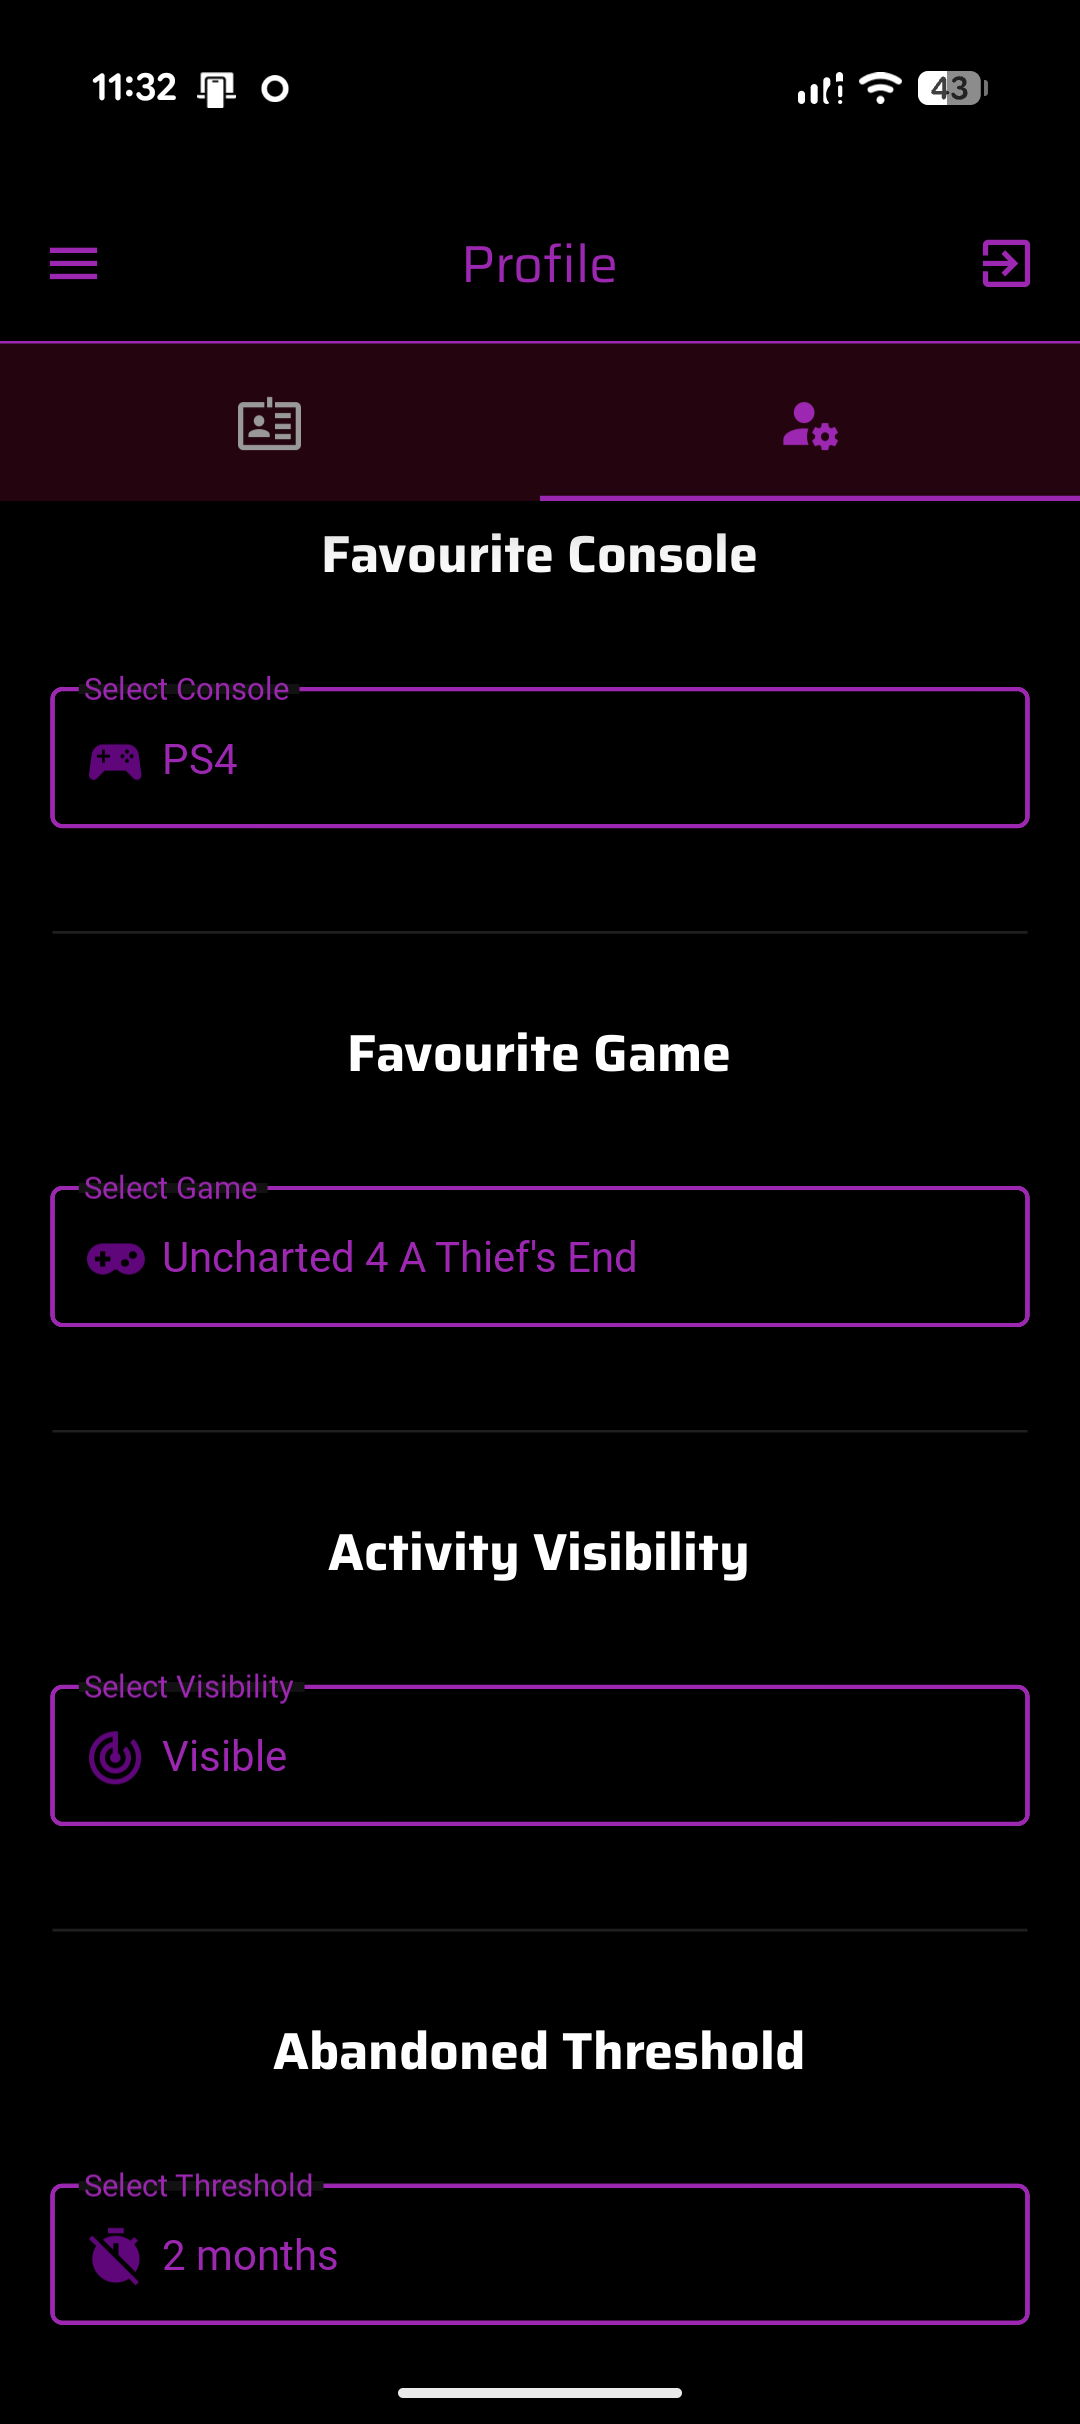 11:32
43
Profile
Favourite Console
Select Console
PS4
Favourite Game
Select Game
Uncharted 4 A Thief's End
Activity Visibility
Select Visibility
Visible
Abandoned Threshold
Select Threshold
2 months